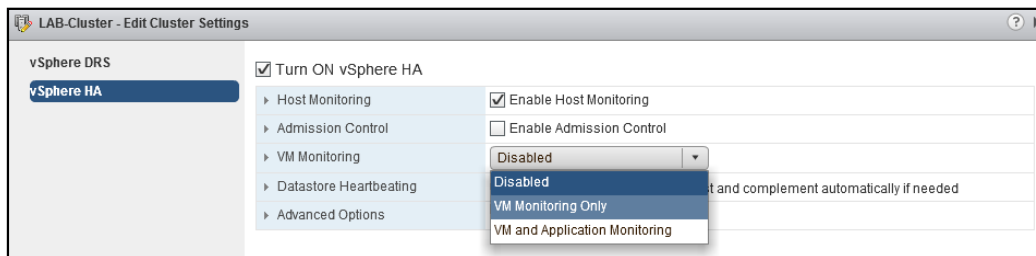 LAB-Cluster - Edit Cluster Settings ?
vSphere DRS
vSphere HA
Turn ON vSphere HA
Host Monitoring Enable Host Monitoring
Admission Control Enable Admission Control
VM Monitoring Disabled
Datastore Heartbeating Disabled and complement automatically if needed
VM Monitoring Only
Advanced Options
VM and Application Monitoring